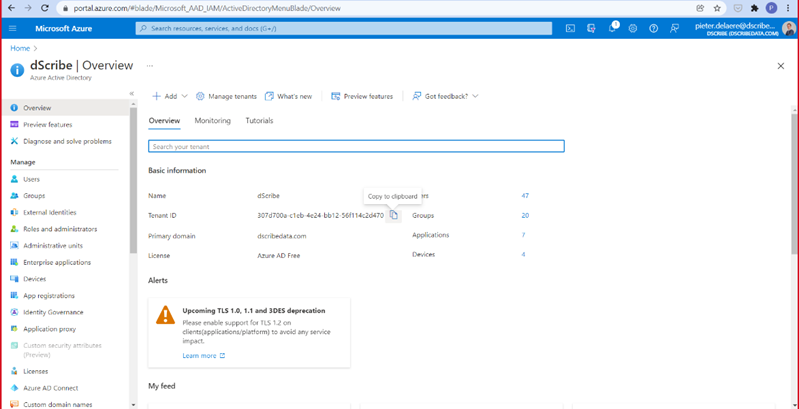 portal.azure.com/#blade/Microsoft_AAD_IAM/ActiveDirectoryMenuBlade/Overview
P
Microsoft Azure
Search resources, services, and docs (G+/)
1
pieter.delaere@dscribe...
DSCRIBE (DSCRIBEDATA.COM)
Home >
dScribe | Overview ...
Azure Active Directory
Overview
Preview features
Diagnose and solve problems
Manage
Users
Groups
External Identities
Roles and administrators
Administrative units
Enterprise applications
Devices
App registrations
Identity Governance
Application proxy
Custom security attributes
(Preview)
Licenses
Azure AD Connect
Custom domain names
Add
Manage tenants
What's new
Preview features
Got feedback?
Overview Monitoring Tutorials
Search your tenant
Basic information
Name dScribe ers 47
Copy to clipboard
Tenant ID 307d700a-c1eb-4e24-bb12-56f114c2d470 Groups 20
Primary domain dscribedata.com Applications 7
License Azure AD Free Devices 4
Alerts
Upcoming TLS 1.0, 1.1 and 3DES deprecation
Please enable support for TLS 1.2 on
clients(applications/platform) to avoid any service
impact.
Learn more
My feed